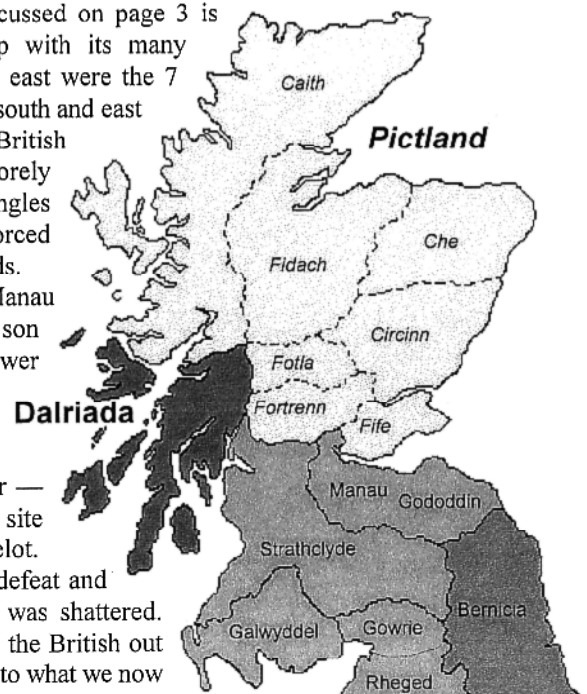 cussed on page 3 is
p with its many
east were the 7
south and east
British
orely
ngles
orced
ds.
Manau
son
wer
r —
site
elot.
defeat and
was shattered.
the British out
to what we now
Caith
Pictland
Che
Fidach
Circinn
Fotla
Dalriada
Fortrenn
Fife
Manau
Gododdin
Strathclyde
Bernicia
Galwyddel
Gowrie
Rheged